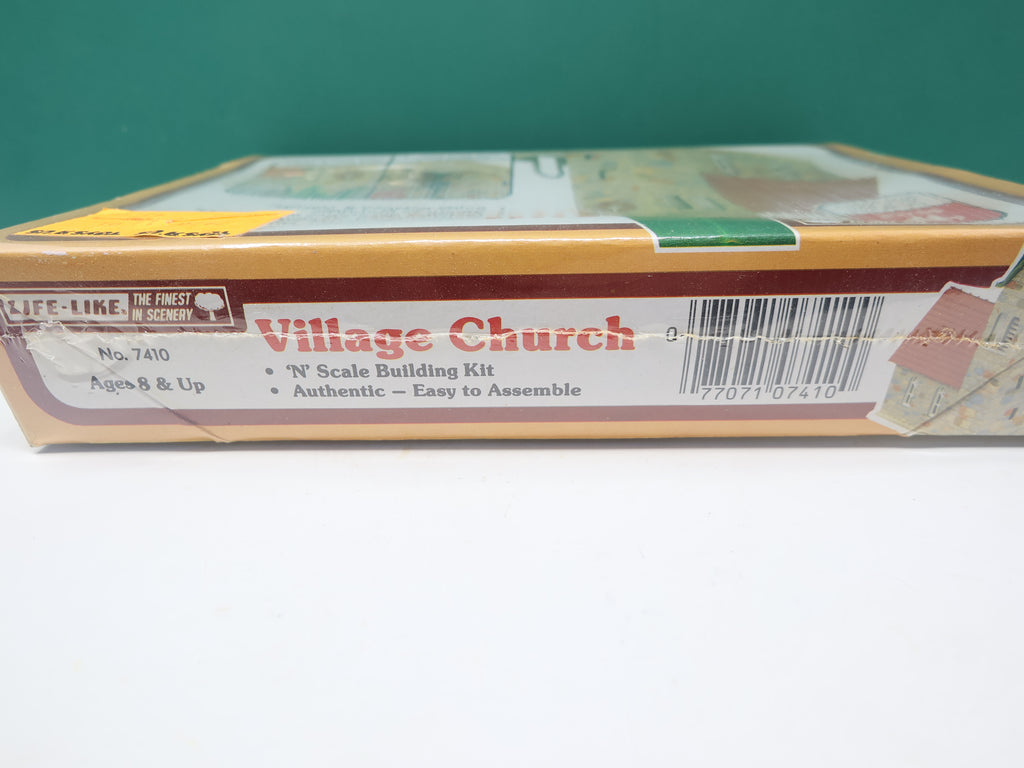 LIFE-LIKE®
THE FINEST
IN SCENERY
No. 7410
Ages 8 & Up
Village Church
• 'N' Scale Building Kit
• Authentic — Easy to Assemble
0
77071 07410